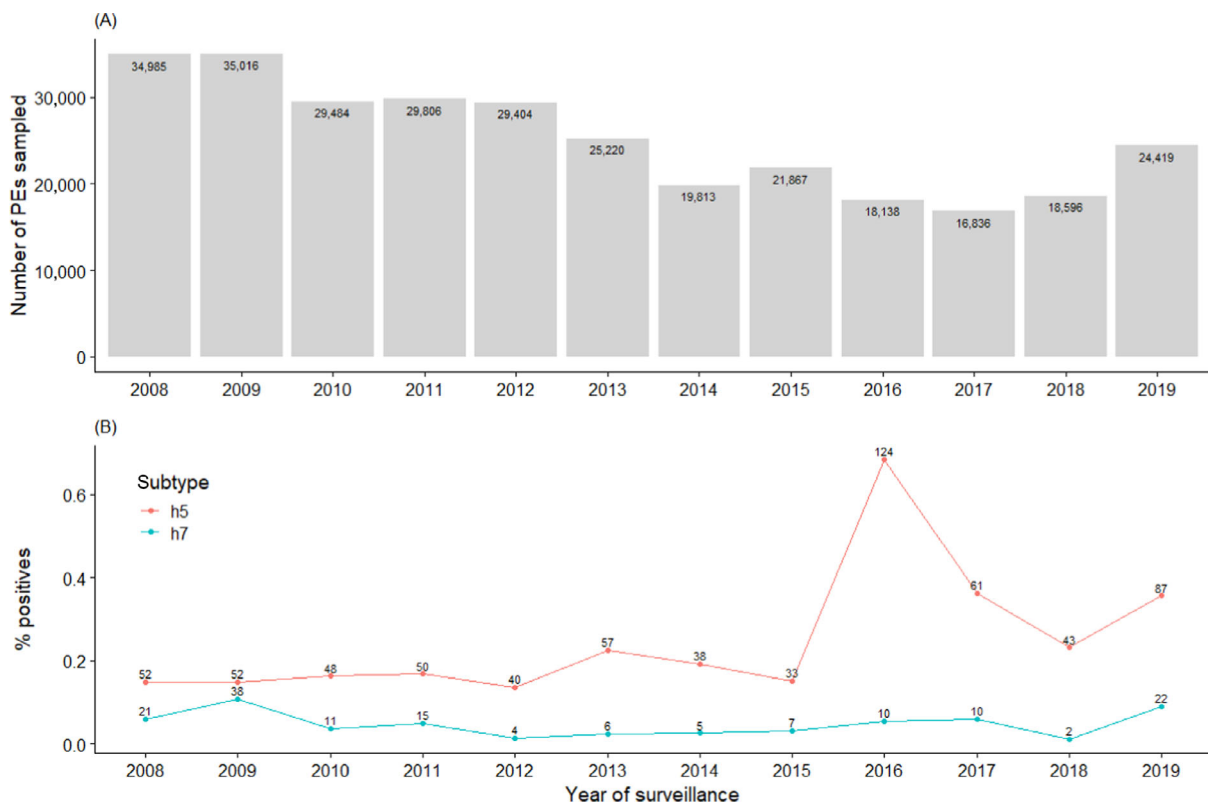 (A)
Number of PEs sampled
30,000
20,000
10,000
0
34,985
35,016
29,484
29,806
29,404
25,220
19,813
21,867
18,138
16,836
18,596
24,419
2008 2009 2010 2011 2012 2013 2014 2015 2016 2017 2018 2019
(B)
% positives
0.6
0.4
0.2
0.0
Subtype
h5
h7
52 52 48 50 40 57 38 33 124 61 43 87
21 38 11 15 4 6 5 7 10 10 2 22
2008 2009 2010 2011 2012 2013 2014 2015 2016 2017 2018 2019
Year of surveillance